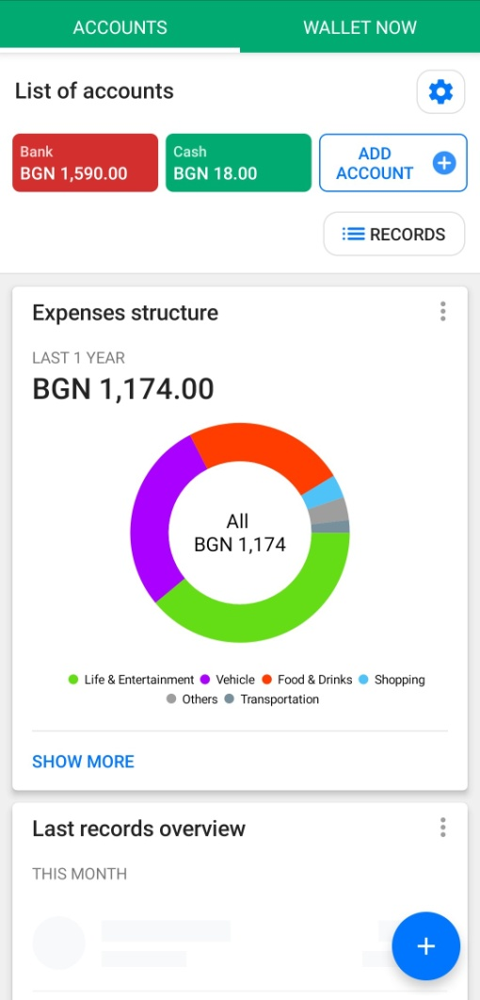 ACCOUNTS
WALLET NOW
List of accounts
Bank
BGN 1,590.00
Cash
BGN 18.00
ADD
ACCOUNT
RECORDS
Expenses structure
LAST 1 YEAR
BGN 1,174.00
All
BGN 1,174
Life & Entertainment Vehicle Food & Drinks Shopping
Others Transportation
SHOW MORE
Last records overview
THIS MONTH